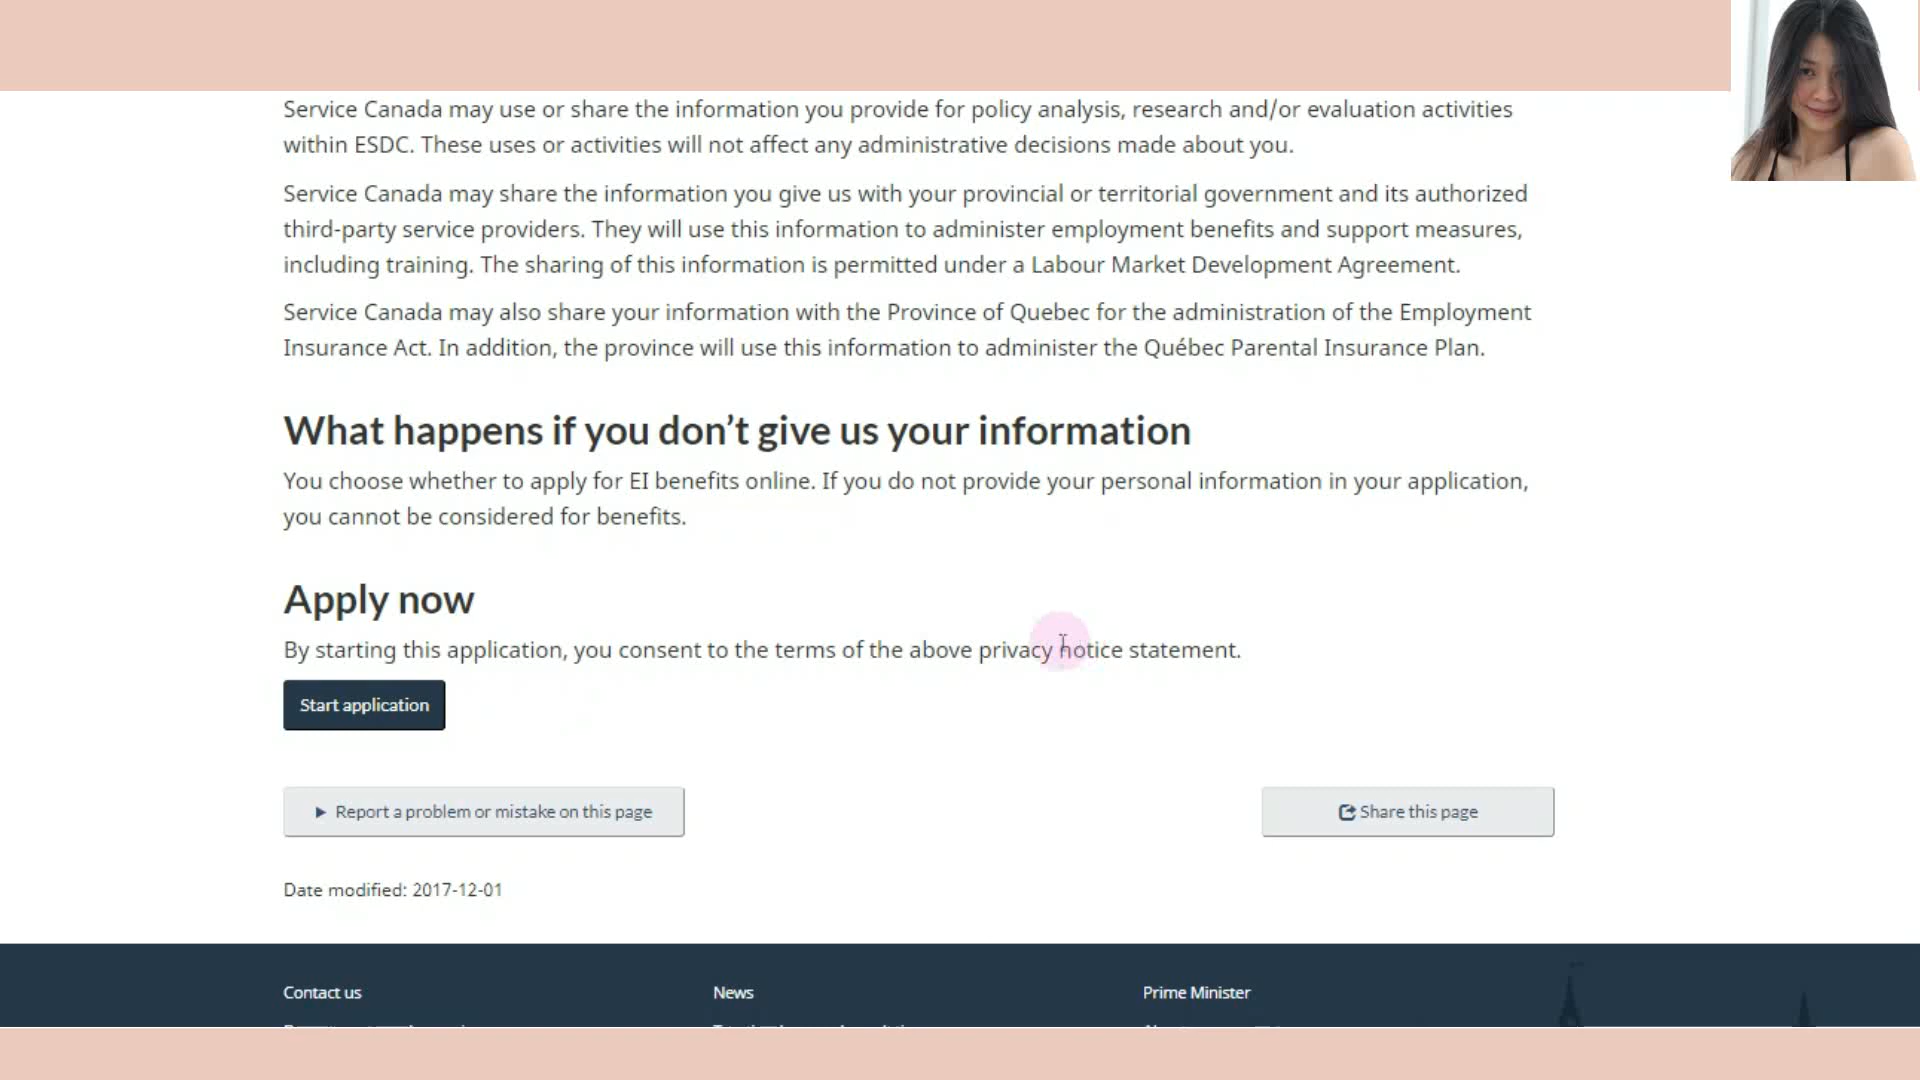 Service Canada may use or share the information you provide for policy analysis, research and/or evaluation activities
within ESDC. These uses or activities will not affect any administrative decisions made about you.
Service Canada may share the information you give us with your provincial or territorial government and its authorized
third-party service providers. They will use this information to administer employment benefits and support measures,
including training. The sharing of this information is permitted under a Labour Market Development Agreement.
Service Canada may also share your information with the Province of Quebec for the administration of the Employment
Insurance Act. In addition, the province will use this information to administer the Québec Parental Insurance Plan.
What happens if you don’t give us your information
You choose whether to apply for EI benefits online. If you do not provide your personal information in your application,
you cannot be considered for benefits.
Apply now
By starting this application, you consent to the terms of the above privacy notice statement.
Start application
Report a problem or mistake on this page
Share this page
Date modified: 2017-12-01
Contact us
News
Prime Minister